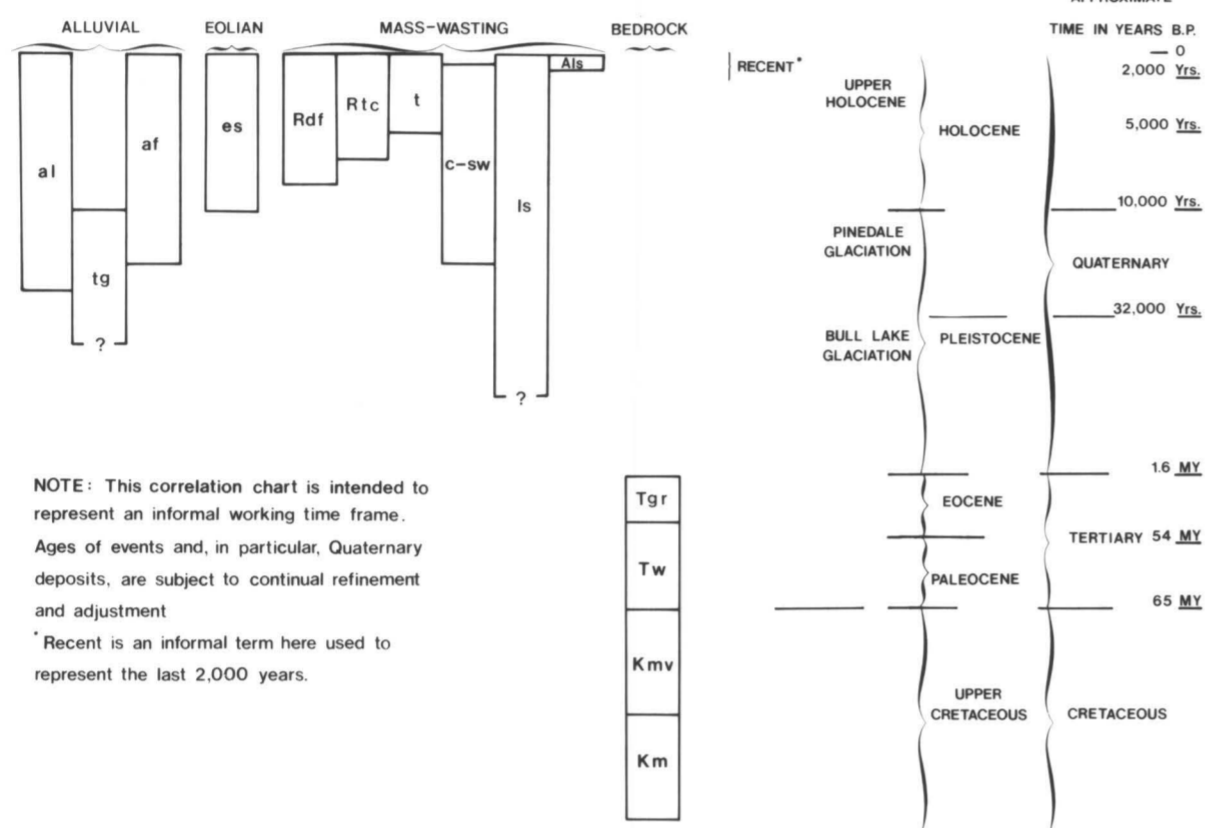 APPROXIMATE
ALLUVIAL EOLIAN MASS-WASTING BEDROCK TIME IN YEARS B.P.
0
Als
RECENT* 2,000 Yrs.
UPPER
HOLOCENE
Rdf Rtc t
es
HOLOCENE 5,000 Yrs.
af
al
c-sw
ls
10,000 Yrs.
PINEDALE
GLACIATION
QUATERNARY
tg
32,000 Yrs.
BULL LAKE PLEISTOCENE
GLACIATION
?
?
1.6 MY
NOTE: This correlation chart is intended to
represent an informal working time frame.
Ages of events and, in particular, Quaternary
deposits, are subject to continual refinement
and adjustment
*Recent is an informal term here used to
represent the last 2,000 years.
Tgr
Tw
Kmv
Km
EOCENE
TERTIARY 54 MY
PALEOCENE
65 MY
UPPER
CRETACEOUS CRETACEOUS